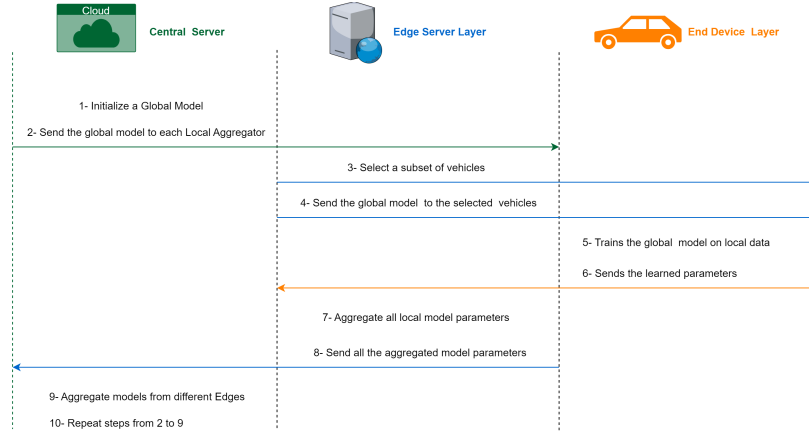 Cloud
Central Server
Edge Server Layer
End Device Layer
1- Initialize a Global Model
2- Send the global model to each Local Aggregator
3- Select a subset of vehicles
4- Send the global model to the selected vehicles
5- Trains the global model on local data
6- Sends the learned parameters
7- Aggregate all local model parameters
8- Send all the aggregated model parameters
9- Aggregate models from different Edges
10- Repeat steps from 2 to 9